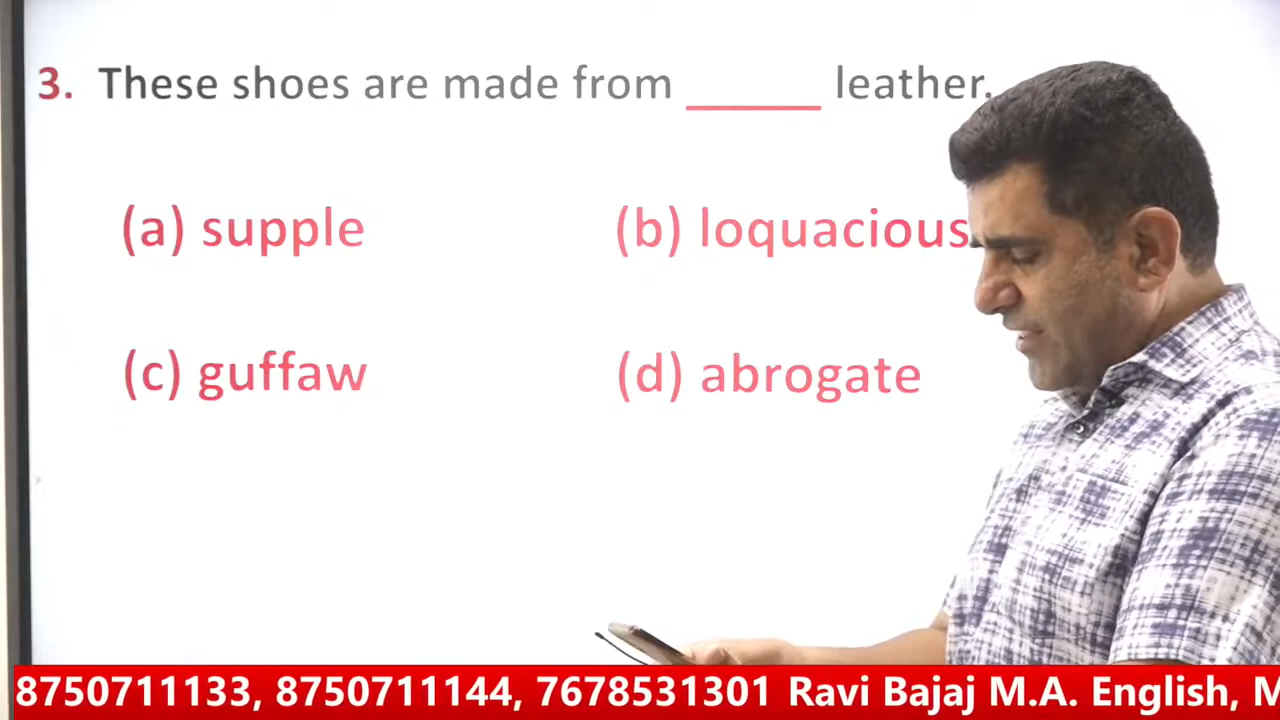 3. These shoes are made from ______ leather.
(a) supple
(b) loquacious
(c) guffaw
(d) abrogate
8750711133, 8750711144, 7678531301 Ravi Bajaj M.A. English, M